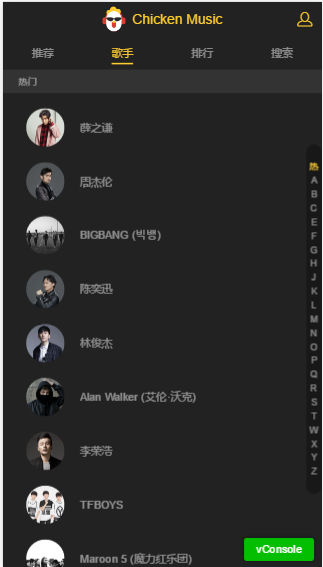 Chicken Music
推荐 歌手 排行 搜索
热门
薛之谦
周杰伦
BIGBANG (빅뱅)
陈奕迅
林俊杰
Alan Walker (艾伦·沃克)
李荣浩
TFBOYS
Maroon 5 (魔力红乐团)
热
A
B
C
E
F
G
H
J
K
L
M
N
O
P
Q
R
S
T
W
X
Y
Z
vConsole